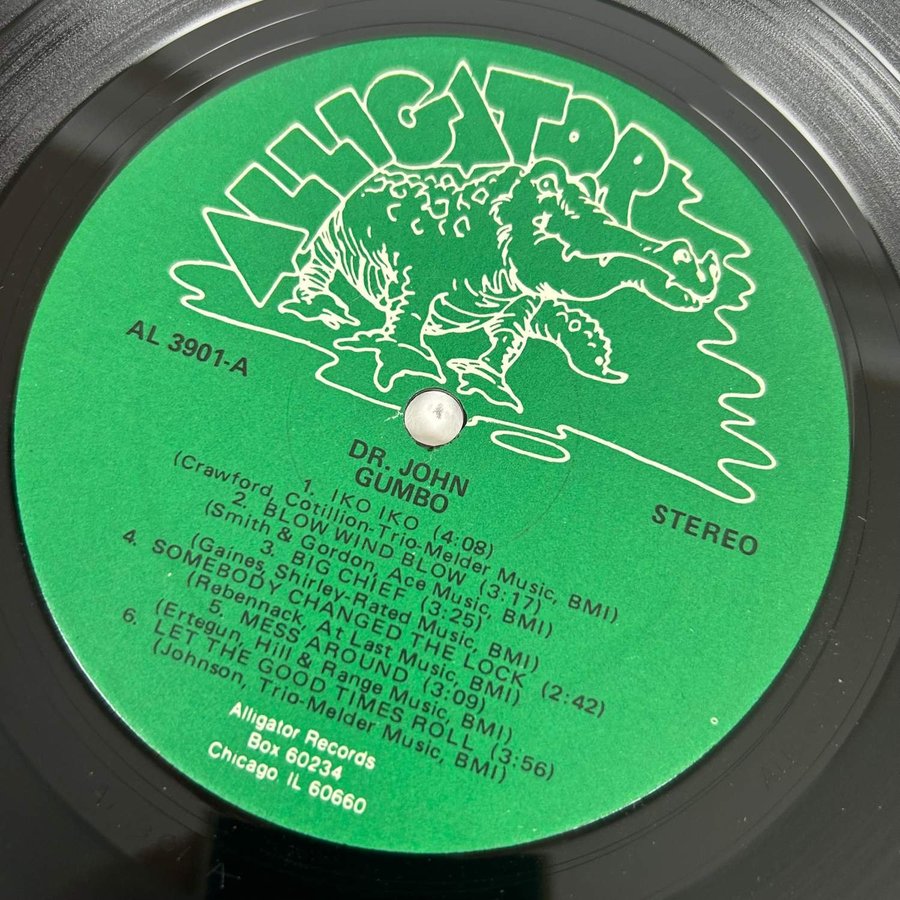 ALLIGATOR
AL 3901-A
STEREO
DR. JOHN
GUMBO
1. IKO IKO (4:08)
(Crawford, Cotillion-Trio-Melder Music, BMI)
2. BLOW WIND BLOW (3:17)
(Smith & Gordon, Ace Music, BMI)
3. BIG CHIEF (3:25)
(Gaines, Shirley-Rated Music, BMI)
4. SOMEBODY CHANGED THE LOCK (2:42)
(Rebennack, At Last Music, BMI)
5. MESS AROUND (3:09)
(Ertegun, Hill & Range Music, BMI)
6. LET THE GOOD TIMES ROLL (3:56)
(Johnson, Trio-Melder Music, BMI)
Alligator Records
Box 60234
Chicago IL 60660